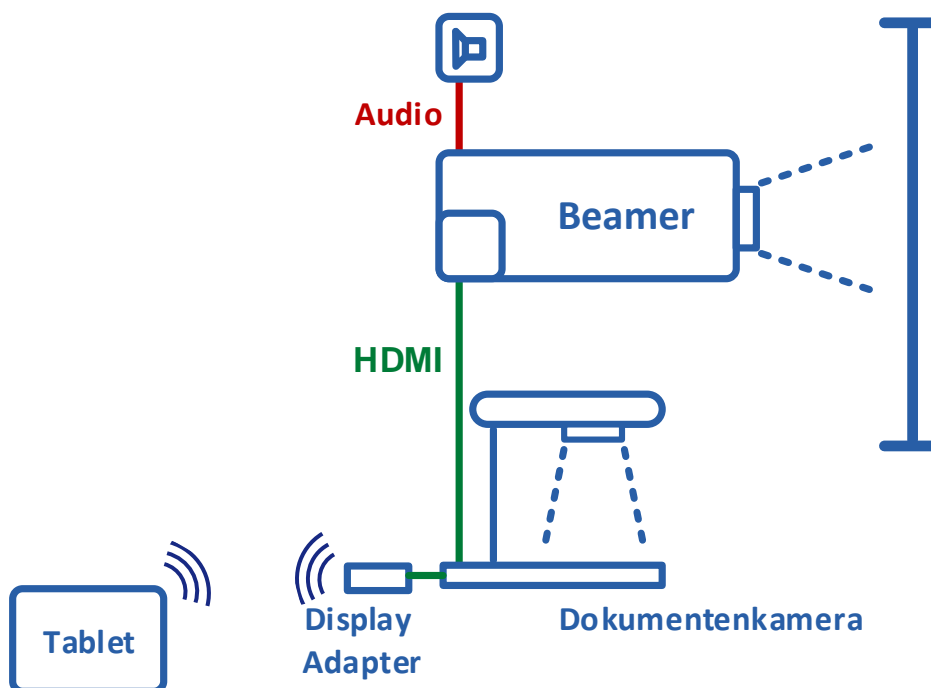 Audio
Beamer
HDMI
Tablet
Display
Adapter
Dokumentenkamera